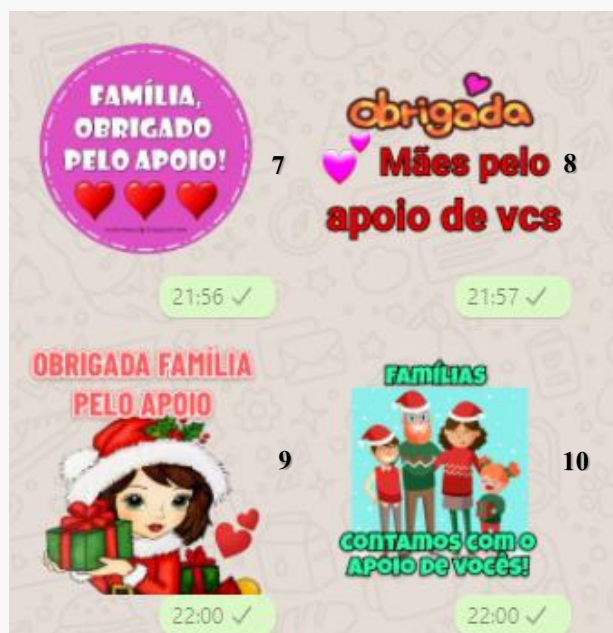 FAMÍLIA,
OBRIGADO
PELO APOIO!
7
21:56
obrigada
Mães pelo
apoio de vcs
8
21:57
OBRIGADA FAMÍLIA
PELO APOIO
9
22:00
FAMÍLIAS
CONTAMOS COM O
APOIO DE VOCÊS!
10
22:00